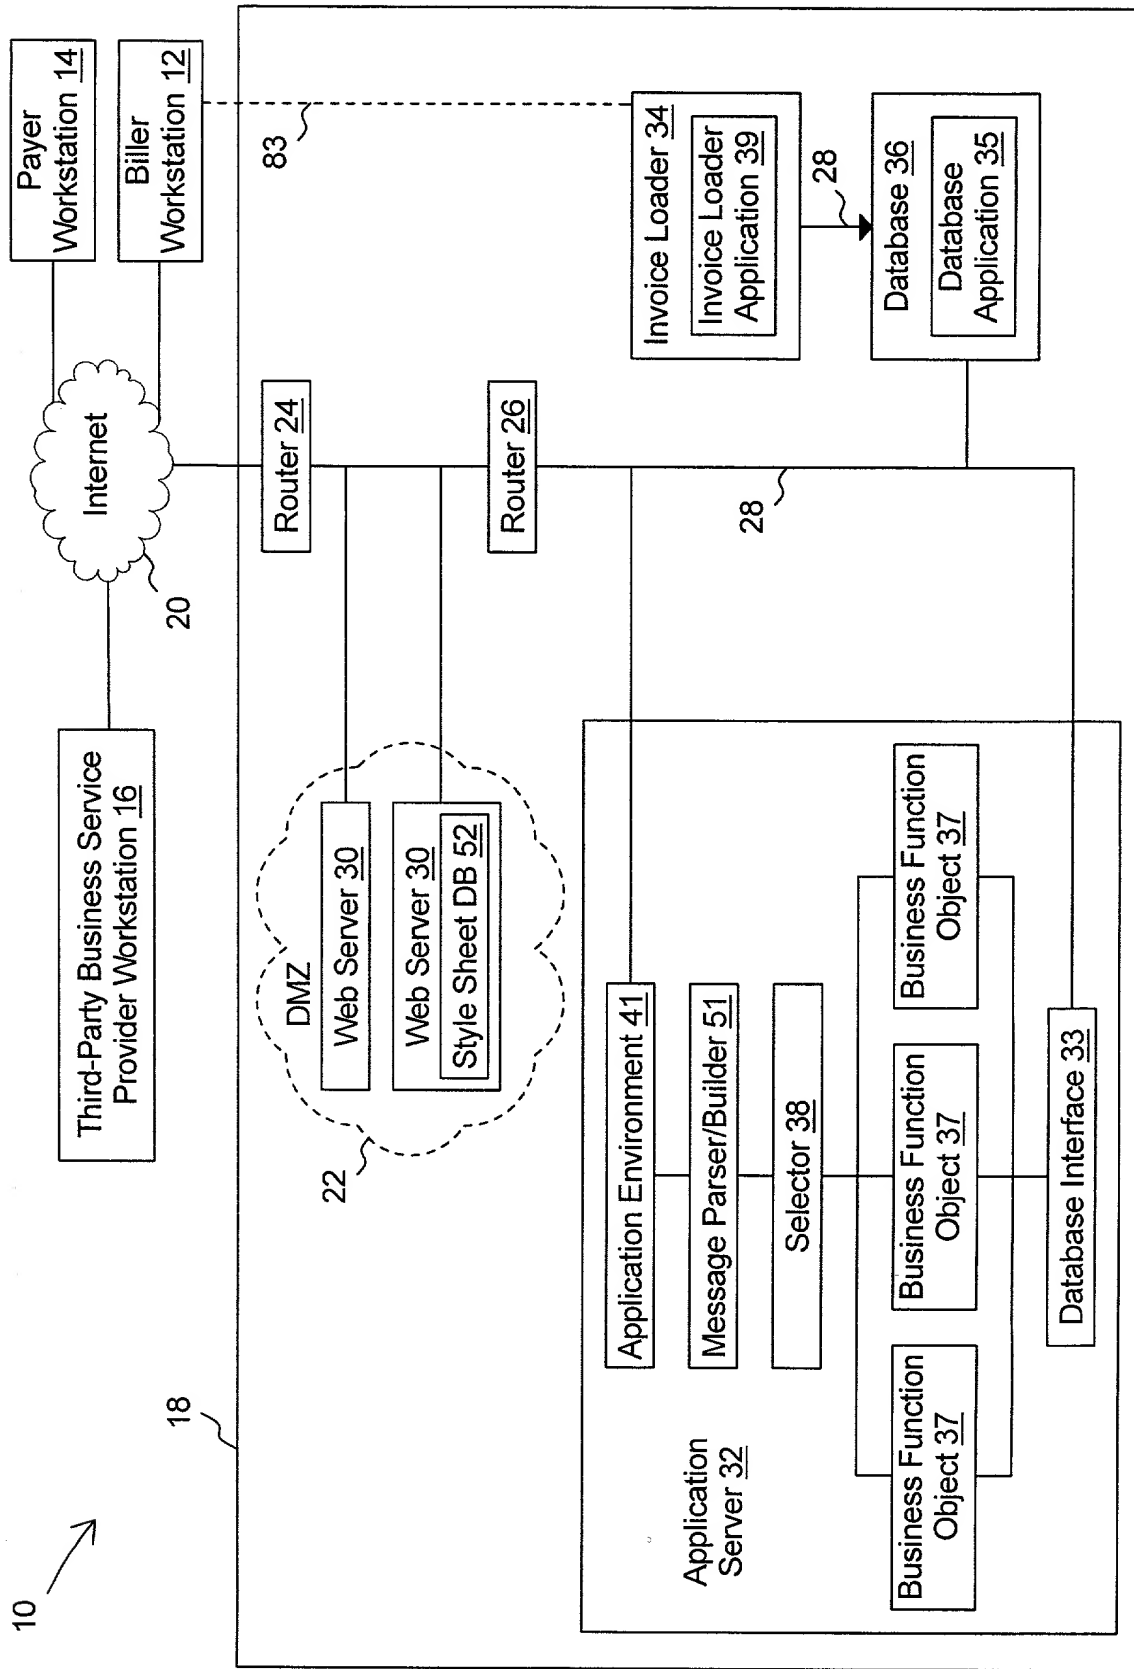 10
18
Third-Party Business Service
Provider Workstation 16
20
Internet
Payer
Workstation 14
Biller
Workstation 12
83
22
DMZ
Web Server 30
Web Server 30
Style Sheet DB 52
Router 24
Router 26
28
Invoice Loader 34
Invoice Loader
Application 39
28
Database 36
Database
Application 35
Application
Server 32
Application Environment 41
Message Parser/Builder 51
Selector 38
Business Function
Object 37
Business Function
Object 37
Business Function
Object 37
Database Interface 33